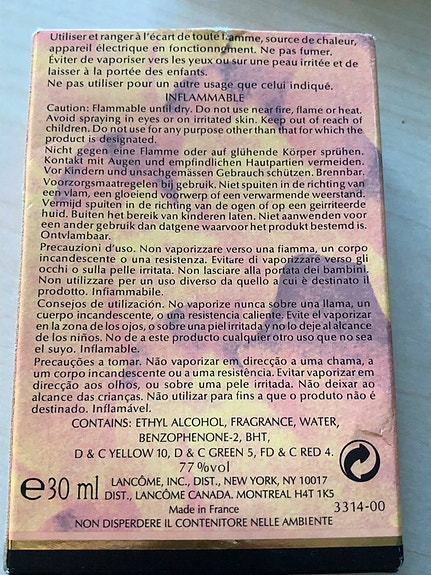 Utiliser et ranger à l'écart de toute flamme, source de chaleur,
appareil électrique en fonctionngment. Ne pas fumer.
Éviter de vaporiser vers les yeux ou sur une peau irritée et de
laisser à la portée des enfants.
Ne pas utiliser pour un autre usage que celui indiqué.
INFLAMMABLE
Caution: Flammable until dry. Do not use near fire, flame or heat.
Avoid spraying in eyes or on irritated skin. Keep out of reach of
children. Do not use for any purpose other than that for which the
product is designated.
Nicht gegen eine Flamme oder auf glühende Körper sprühen.
Kontakt mit Augen und empfindlichen Hautpartien vermeiden.
Vor Kindern und unsachgemässen Gebrauch schützen. Brennbar.
Voorzorgsmaatregelen bij gebruik. Niet spuiten in de richting van
een vlam, een gloeiend voorwerp of een verwarmende weerstand.
Vermijd spuiten in de richting van de ogen of op een geirriteerde
huid. Buiten het bereik van kinderen laten. Niet aanwenden voor
een ander gebruik dan datgene waarvoor het produkt bestemd is.
Ontvlambaar.
Precauzioni d'uso. Non vaporizzare verso una fiamma, un corpo
incandescente o una resistenza. Evitare di vaporizzare verso gli
occhi o sulla pelle irritata. Non lasciare alla portata dei bambini.
Non utilizzare per un uso diverso da quello a cui è destinato il
prodotto. Infiammabile.
Consejos de utilización. No vaporize nunca sobre una llama, un
cuerpo incandescente, o una resistencia caliente. Evite el vaporizar
en la zona de los ojos, o sobre una piel irritada y no lo deje al alcance
de los niños. No de a este producto cualquier otro uso que no sea
el suyo. Inflamable.
Precauções a tomar. Não vaporizar em direcção a uma chama, a
um corpo incandescente ou a uma resistência. Evitar vaporizar em
direcção aos olhos, ou sobre uma pele irritada. Não deixar ao
alcance das crianças. Não utilizar para fins a que o produto não é
destinado. Inflamável.
CONTAINS: ETHYL ALCOHOL, FRAGRANCE, WATER,
BENZOPHENONE-2, BHT,
D & C YELLOW 10, D & C GREEN 5, FD & C RED 4.
77%vol
e30 ml LANCÔME, INC., DIST., NEW YORK, NY 10017
DIST., LANCÔME CANADA. MONTREAL H4T 1K5
Made in France 3314-00
NON DISPERDERE IL CONTENITORE NELLE AMBIENTE